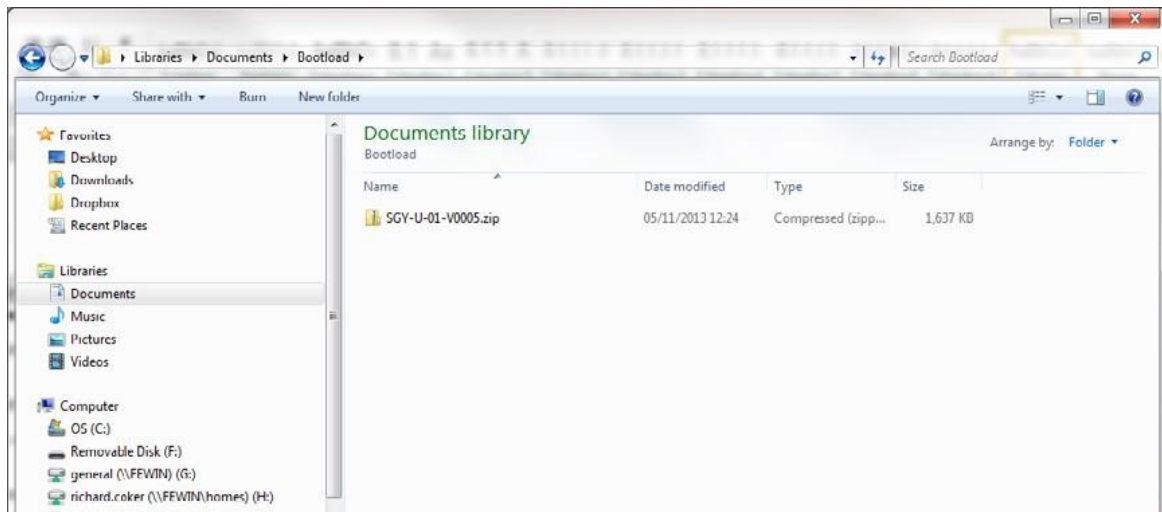 Libraries ▸ Documents ▸ Bootload ▸
Search Bootload
Organize ▾ Share with ▾ Burn New folder
Favorites
Desktop
Downloads
Dropbox
Recent Places
Libraries
Documents
Music
Pictures
Videos
Computer
OS (C:)
Removable Disk (F:)
general (\\FEWIN) (G:)
richard.coker (\\FEWIN\homes) (H:)
Documents library
Bootload
Arrange by: Folder ▾
Name Date modified Type Size
SGY-U-01-V0005.zip 05/11/2013 12:24 Compressed (zipp... 1,637 KB